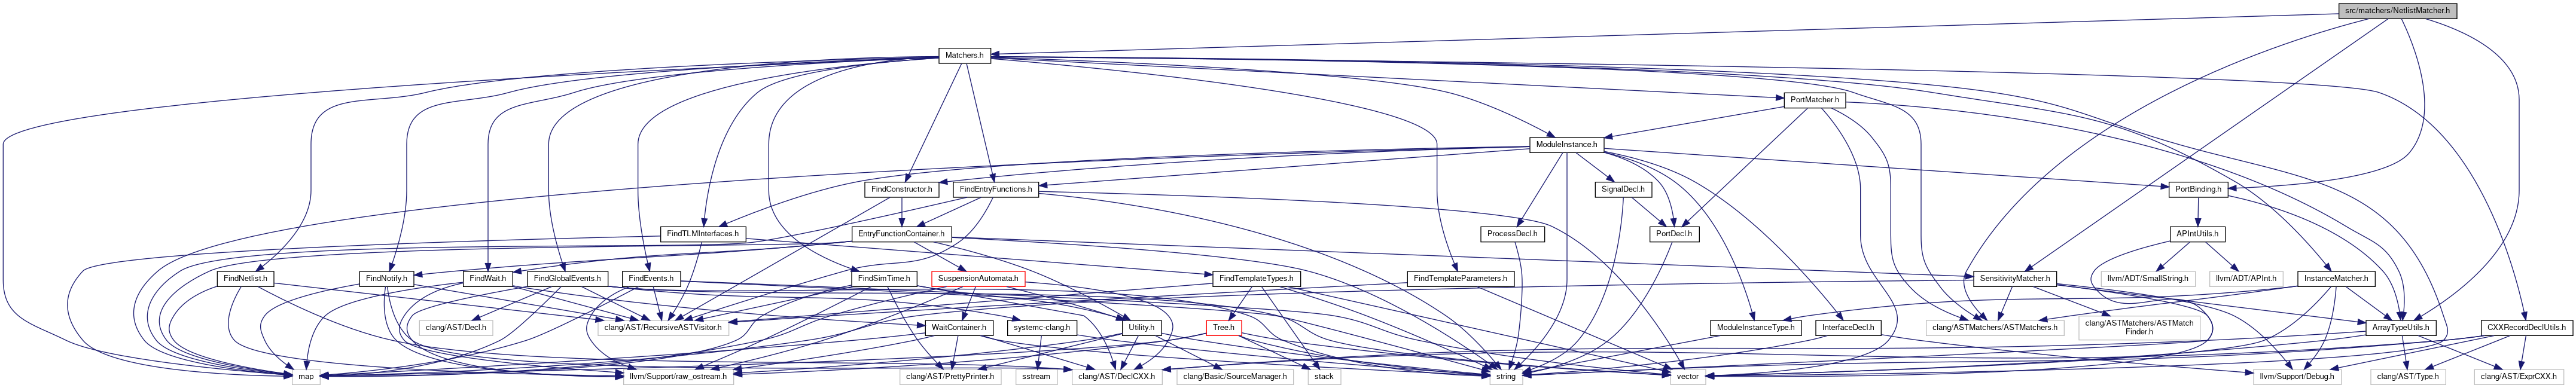 src/matchers/NetlistMatcher.h
Matchers.h
PortMatcher.h
ModuleInstance.h
FindConstructor.h
FindEntryFunctions.h
SignalDecl.h
PortBinding.h
FindTLMInterfaces.h
EntryFunctionContainer.h
ProcessDecl.h
PortDecl.h
APIntUtils.h
FindNetlist.h
FindNotify.h
FindWait.h
FindGlobalEvents.h
FindEvents.h
FindSimTime.h
SuspensionAutomata.h
FindTemplateTypes.h
FindTemplateParameters.h
SensitivityMatcher.h
llvm/ADT/SmallString.h
llvm/ADT/APInt.h
InstanceMatcher.h
clang/AST/Decl.h
clang/AST/RecursiveASTVisitor.h
WaitContainer.h
systemc-clang.h
Utility.h
Tree.h
ModuleInstanceType.h
InterfaceDecl.h
clang/ASTMatchers/ASTMatchers.h
clang/ASTMatchers/ASTMatch
Finder.h
ArrayTypeUtils.h
CXXRecordDeclUtils.h
map
llvm/Support/raw_ostream.h
clang/AST/PrettyPrinter.h
sstream
clang/AST/DeclCXX.h
clang/Basic/SourceManager.h
stack
string
vector
llvm/Support/Debug.h
clang/AST/Type.h
clang/AST/ExprCXX.h